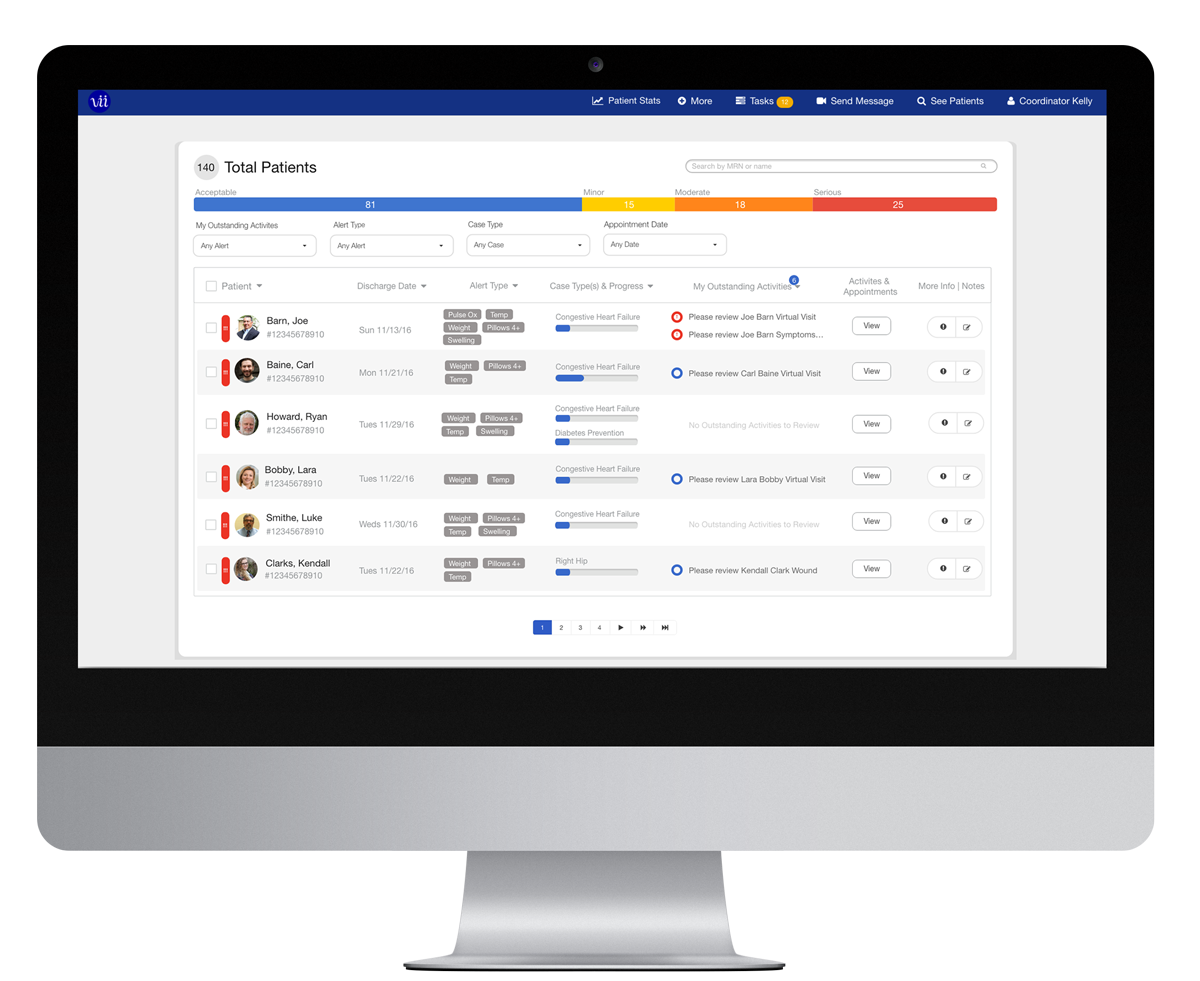 vii
Patient Stats More Tasks 12 Send Message See Patients Coordinator Kelly
140 Total Patients
Search by MRN or name
Acceptable Minor Moderate Serious
81 15 18 25
My Outstanding Activites Alert Type Case Type Appointment Date
Any Alert Any Alert Any Case Any Date
6
Patient Discharge Date Alert Type Case Type(s) & Progress My Outstanding Activities Activites & Appointments More Info | Notes
Barn, Joe
#12345678910
Sun 11/13/16
Pulse Ox Temp
Weight Pillows 4+
Swelling
Congestive Heart Failure
Please review Joe Barn Virtual Visit
Please review Joe Barn Symptoms...
View
Baine, Carl
#12345678910
Mon 11/21/16
Weight Pillows 4+
Temp
Congestive Heart Failure
Please review Carl Baine Virtual Visit
View
Howard, Ryan
#12345678910
Tues 11/29/16
Weight Pillows 4+
Temp Swelling
Congestive Heart Failure
Diabetes Prevention
No Outstanding Activities to Review
View
Bobby, Lara
#12345678910
Tues 11/22/16
Weight Temp
Congestive Heart Failure
Please review Lara Bobby Virtual Visit
View
Smithe, Luke
#12345678910
Weds 11/30/16
Weight Pillows 4+
Temp Swelling
Congestive Heart Failure
No Outstanding Activities to Review
View
Clarks, Kendall
#12345678910
Tues 11/22/16
Weight Pillows 4+
Temp
Right Hip
Please review Kendall Clark Wound
View
1 2 3 4